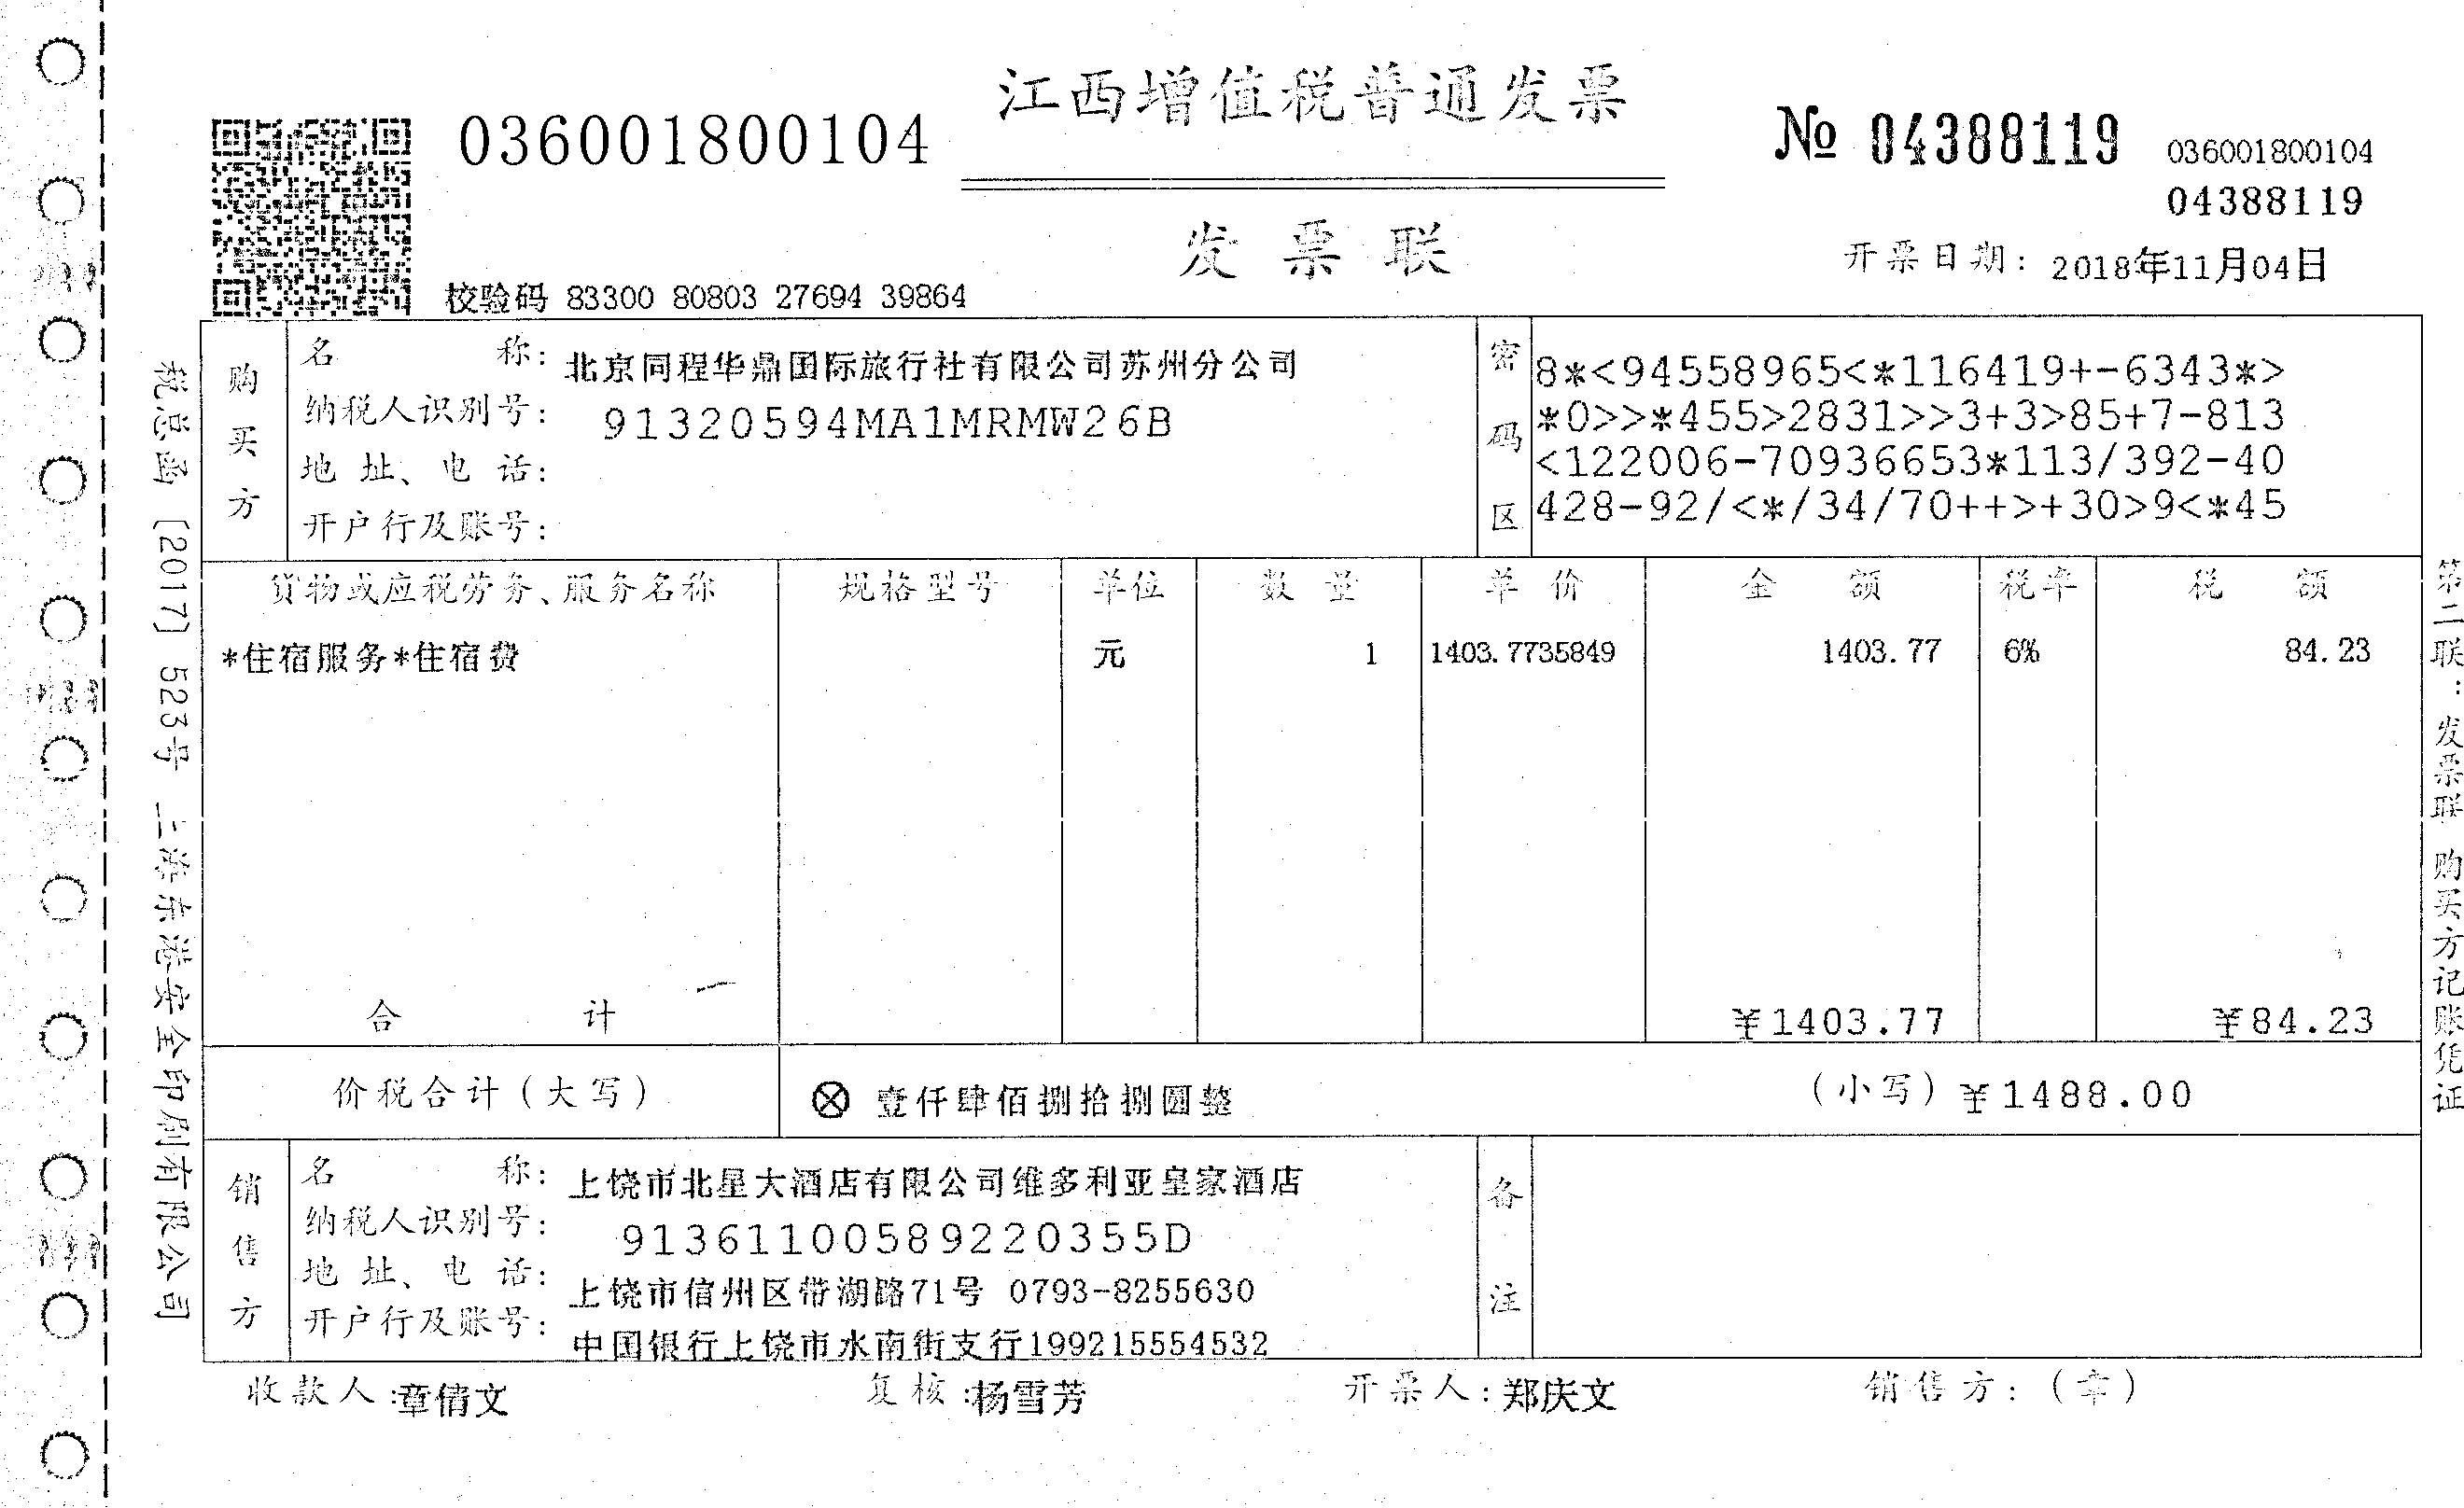 江西增值税普通发票
036001800104
№ 04388119
036001800104
04388119
发票联
开票日期: 2018年11月04日
校验码 83300 80803 27694 39864
税总函〔2017〕523号 上海东港安全印刷有限公司
购买方
名称: 北京同程华鼎国际旅行社有限公司苏州分公司
纳税人识别号: 91320594MA1MRMW26B
地址、电话:
开户行及账号:
密码区
8*<94558965<*116419+-6343*>
*0>>*455>2831>>3+3>85+7-813
<122006-70936653*113/392-40
428-92/<*/34/70++>+30>9<*45
货物或应税劳务、服务名称 规格型号 单位 数量 单价 金额 税率 税额
*住宿服务*住宿费 元 1 1403.7735849 1403.77 6% 84.23
合计 ¥1403.77 ¥84.23
价税合计(大写) ⊗ 壹仟肆佰捌拾捌圆整 (小写) ¥1488.00
销售方
名称: 上饶市北星大酒店有限公司维多利亚皇家酒店
纳税人识别号: 91361100589220355D
地址、电话: 上饶市信州区带湖路71号 0793-8255630
开户行及账号: 中国银行上饶市水南街支行199215554532
备注
收款人:章倩文 复核:杨雪芳 开票人:郑庆文 销售方:(章)
第二联:发票联 购买方记账凭证